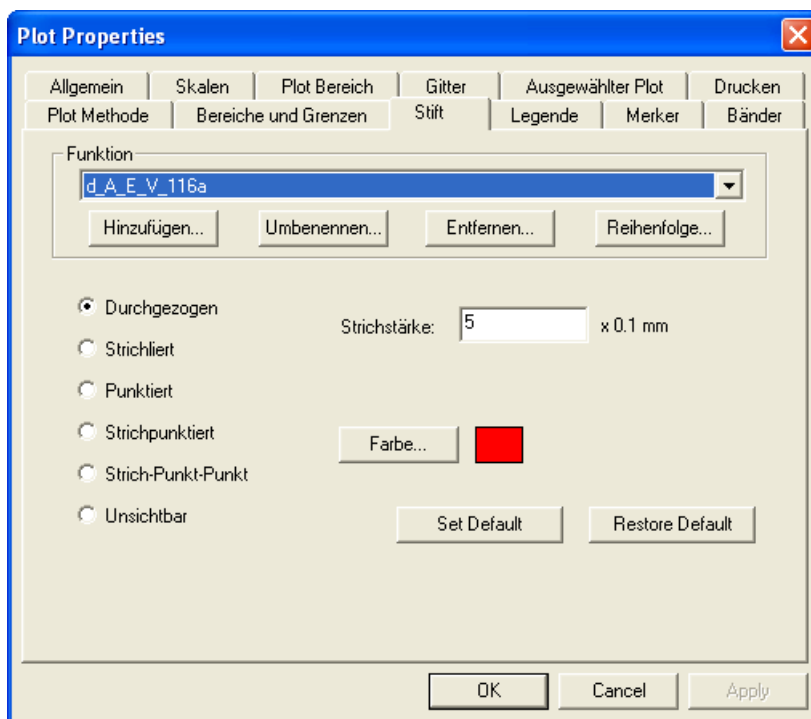 Plot Properties
Allgemein Skalen Plot Bereich Gitter Ausgewählter Plot Drucken
Plot Methode Bereiche und Grenzen Stift Legende Merker Bänder
Funktion
d_A_E_V_116a
Hinzufügen... Umbenennen... Entfernen... Reihenfolge...
Durchgezogen
Strichliert
Punktiert
Strichpunktiert
Strich-Punkt-Punkt
Unsichtbar
Strichstärke: 5 x 0.1 mm
Farbe...
Set Default Restore Default
OK Cancel Apply